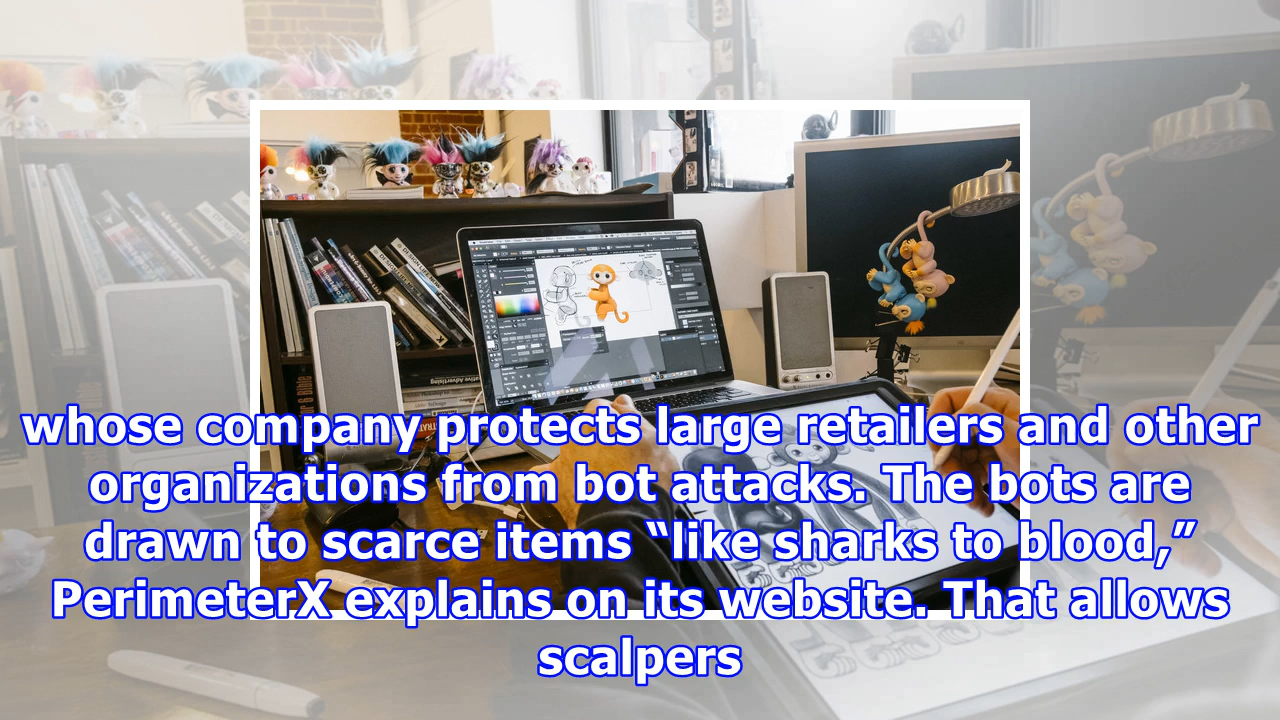 whose company protects large retailers and other
organizations from bot attacks. The bots are
drawn to scarce items “like sharks to blood,”
PerimeterX explains on its website. That allows
scalpers